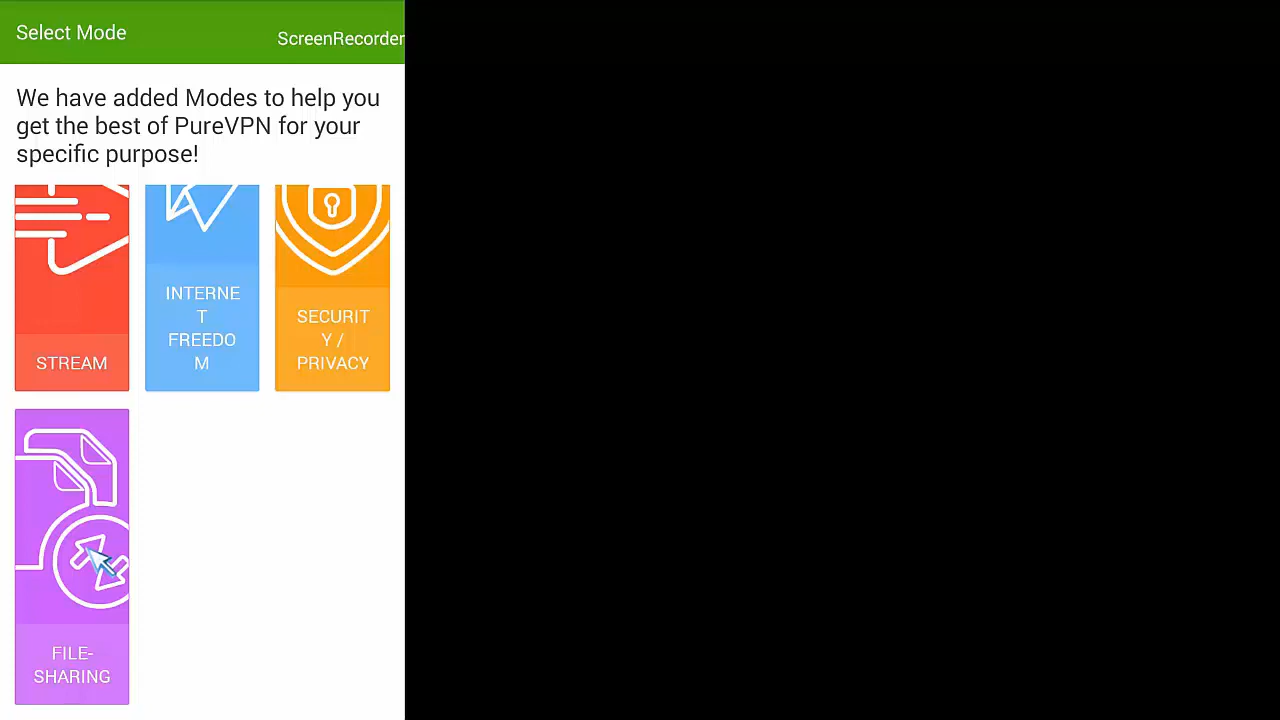 Select Mode
ScreenRecorder
We have added Modes to help you
get the best of PureVPN for your
specific purpose!
STREAM
INTERNE
T
FREEDO
M
SECURIT
Y /
PRIVACY
FILE-
SHARING